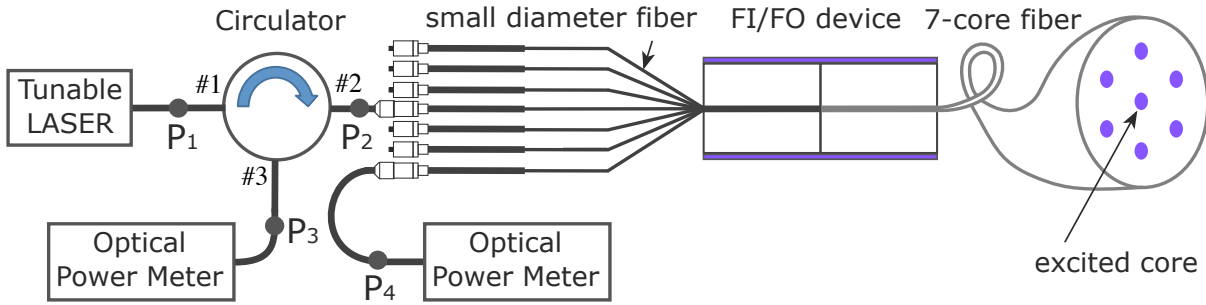 small diameter fiber
FI/FO device
7-core fiber
Circulator
Tunable
LASER
#1
#2
P1
P2
#3
P3
Optical
Power Meter
P4
Optical
Power Meter
excited core